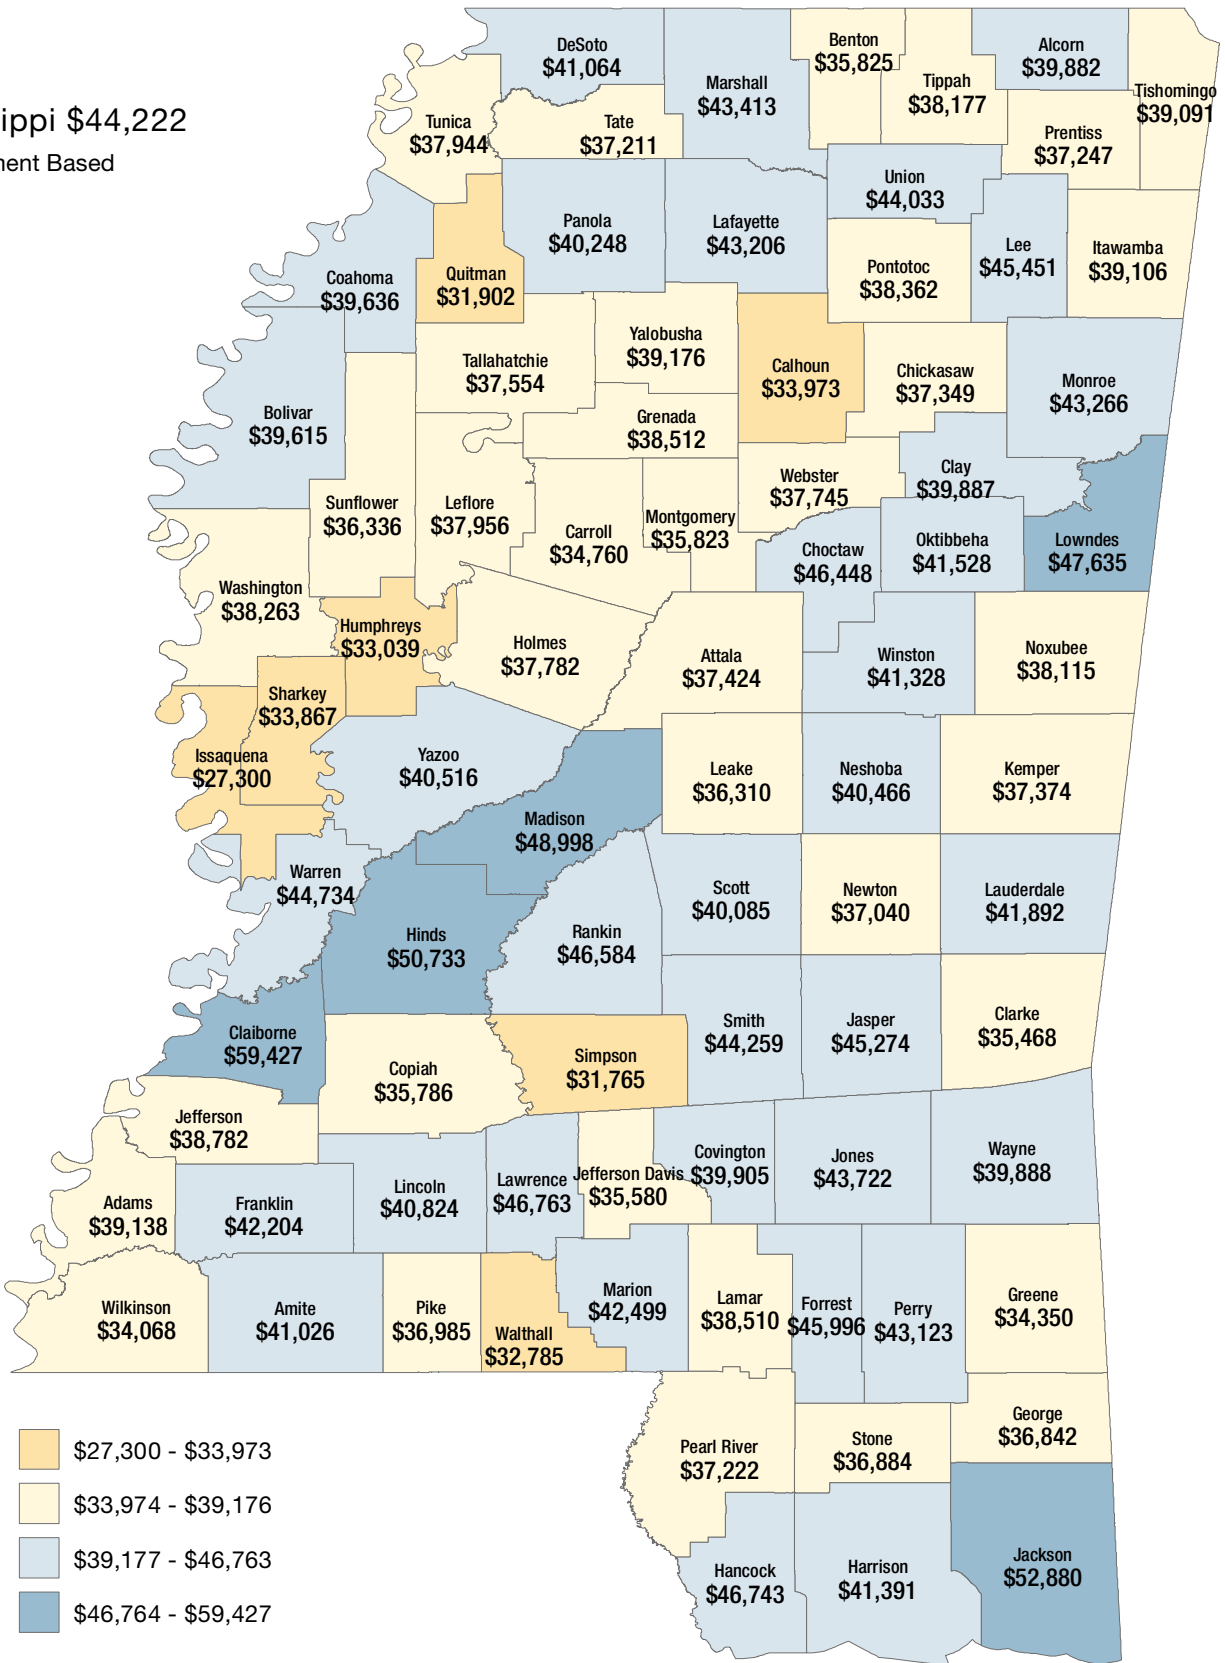 ippi $44,222
nent Based
DeSoto
$41,064
Marshall
$43,413
Benton
$35,825
Tippah
$38,177
Alcorn
$39,882
Tishomingo
$39,091
Tunica
$37,944
Tate
$37,211
Prentiss
$37,247
Union
$44,033
Panola
$40,248
Lafayette
$43,206
Lee
$45,451
Itawamba
$39,106
Coahoma
$39,636
Quitman
$31,902
Pontotoc
$38,362
Yalobusha
$39,176
Tallahatchie
$37,554
Calhoun
$33,973
Chickasaw
$37,349
Monroe
$43,266
Bolivar
$39,615
Grenada
$38,512
Sunflower
$36,336
Leflore
$37,956
Carroll
$34,760
Montgomery
$35,823
Webster
$37,745
Clay
$39,887
Choctaw
$46,448
Oktibbeha
$41,528
Lowndes
$47,635
Washington
$38,263
Humphreys
$33,039
Holmes
$37,782
Attala
$37,424
Winston
$41,328
Noxubee
$38,115
Sharkey
$33,867
Issaquena
$27,300
Yazoo
$40,516
Leake
$36,310
Neshoba
$40,466
Kemper
$37,374
Madison
$48,998
Warren
$44,734
Hinds
$50,733
Rankin
$46,584
Scott
$40,085
Newton
$37,040
Lauderdale
$41,892
Claiborne
$59,427
Copiah
$35,786
Simpson
$31,765
Smith
$44,259
Jasper
$45,274
Clarke
$35,468
Jefferson
$38,782
Adams
$39,138
Franklin
$42,204
Lincoln
$40,824
Lawrence
$46,763
Jefferson Davis
$35,580
Covington
$39,905
Jones
$43,722
Wayne
$39,888
Wilkinson
$34,068
Amite
$41,026
Pike
$36,985
Walthall
$32,785
Marion
$42,499
Lamar
$38,510
Forrest
$45,996
Perry
$43,123
Greene
$34,350
Pearl River
$37,222
Stone
$36,884
George
$36,842
Hancock
$46,743
Harrison
$41,391
Jackson
$52,880
$27,300 - $33,973
$33,974 - $39,176
$39,177 - $46,763
$46,764 - $59,427